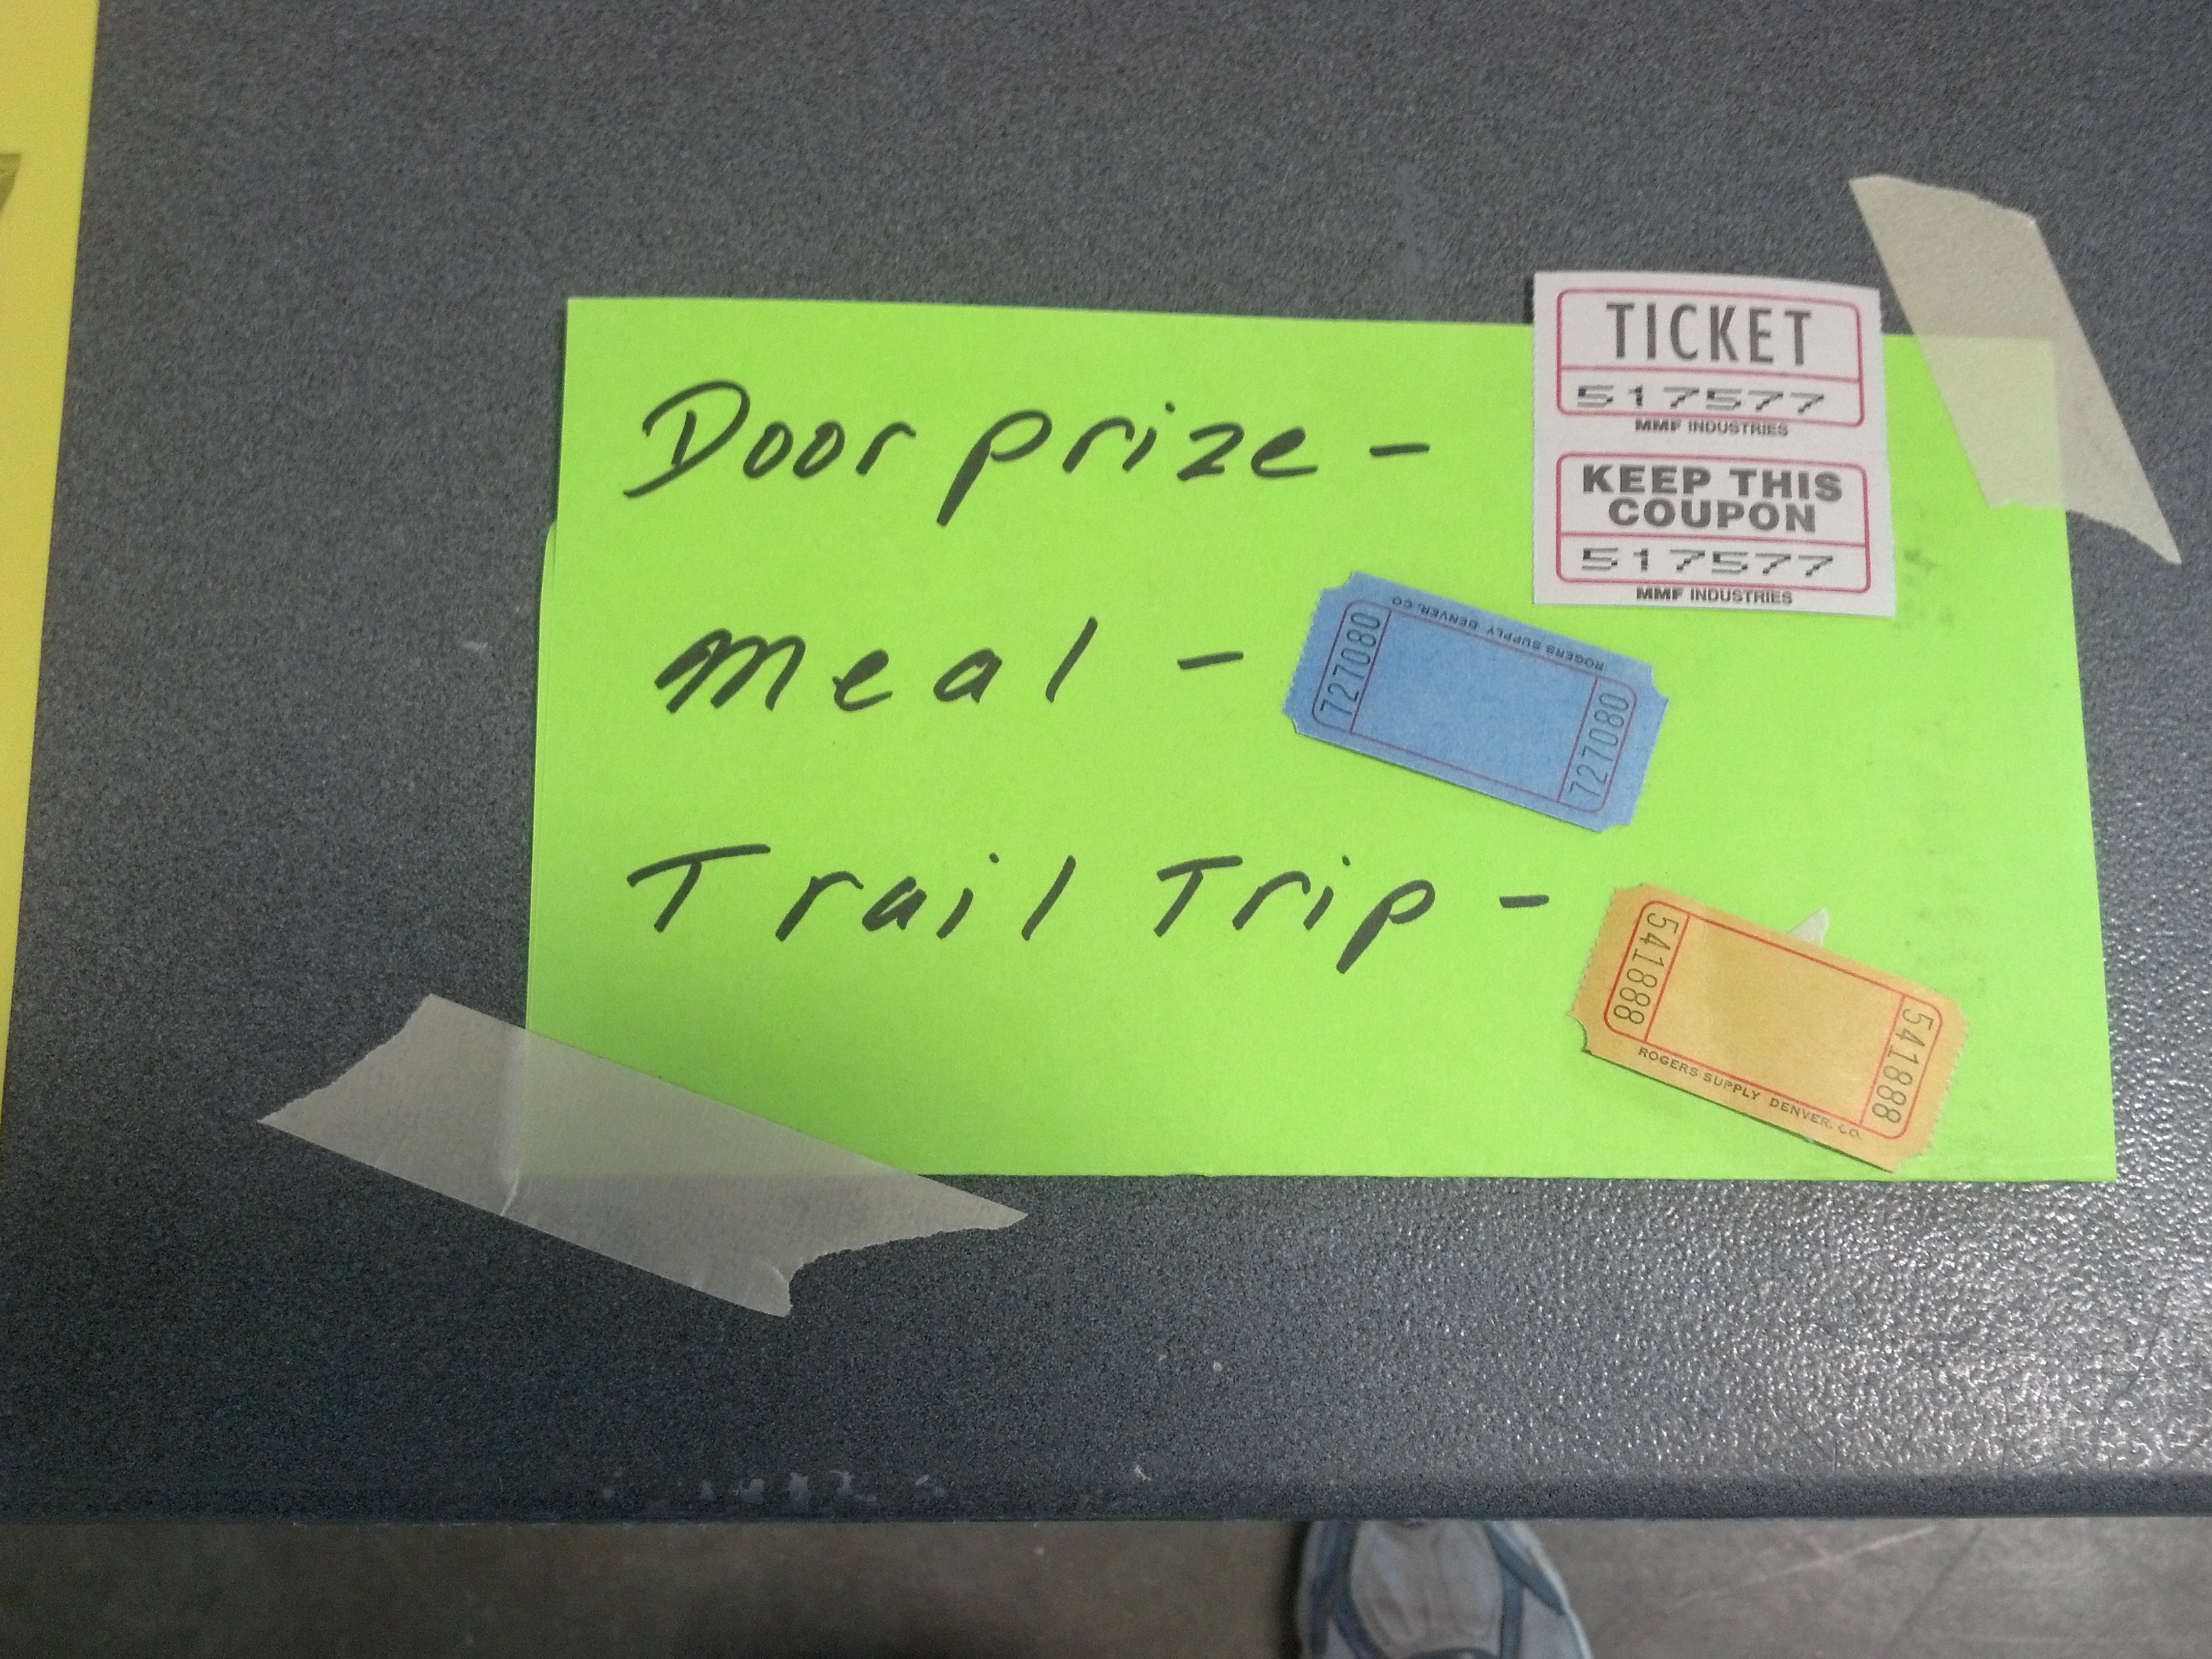 Door prize -
TICKET
517577
MMF INDUSTRIES
KEEP THIS
COUPON
517577
MMF INDUSTRIES
Meal -
ROGERS SUPPLY DENVER, CO
727080
727080
Trail Trip -
541888
541888
ROGERS SUPPLY DENVER, CO.